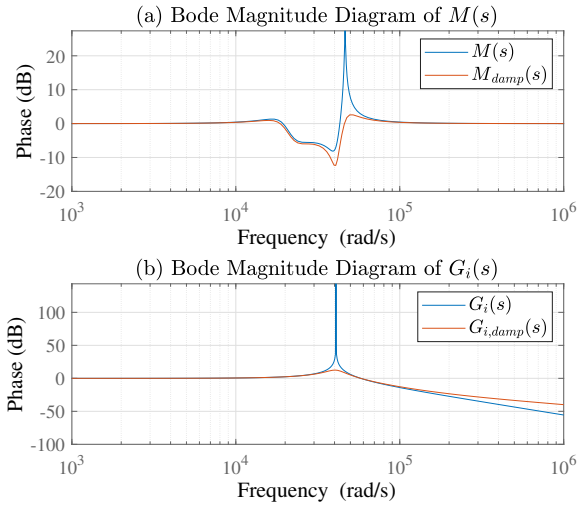 (a) Bode Magnitude Diagram of M(s)
Phase (dB)
20
10
0
-10
-20
M(s)
M_damp(s)
10^3
10^4
10^5
10^6
Frequency (rad/s)
(b) Bode Magnitude Diagram of G_i(s)
Phase (dB)
100
50
0
-50
-100
G_i(s)
G_i,damp(s)
10^3
10^4
10^5
10^6
Frequency (rad/s)